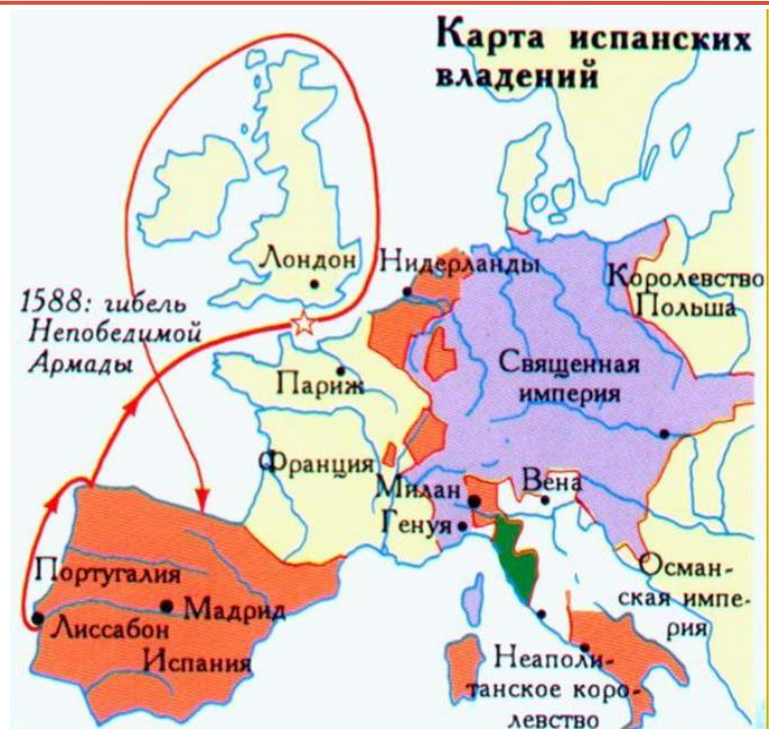 Карта испанских
владений
Лондон
Нидерланды
Королевство
Польша
1588: гибель
Непобедимой
Армады
Священная
империя
Париж
Франция
Милан
Вена
Генуя
Португалия
Мадрид
Лиссабон
Испания
Осман-
ская импе-
рия
Неаполи-
танское коро-
левство